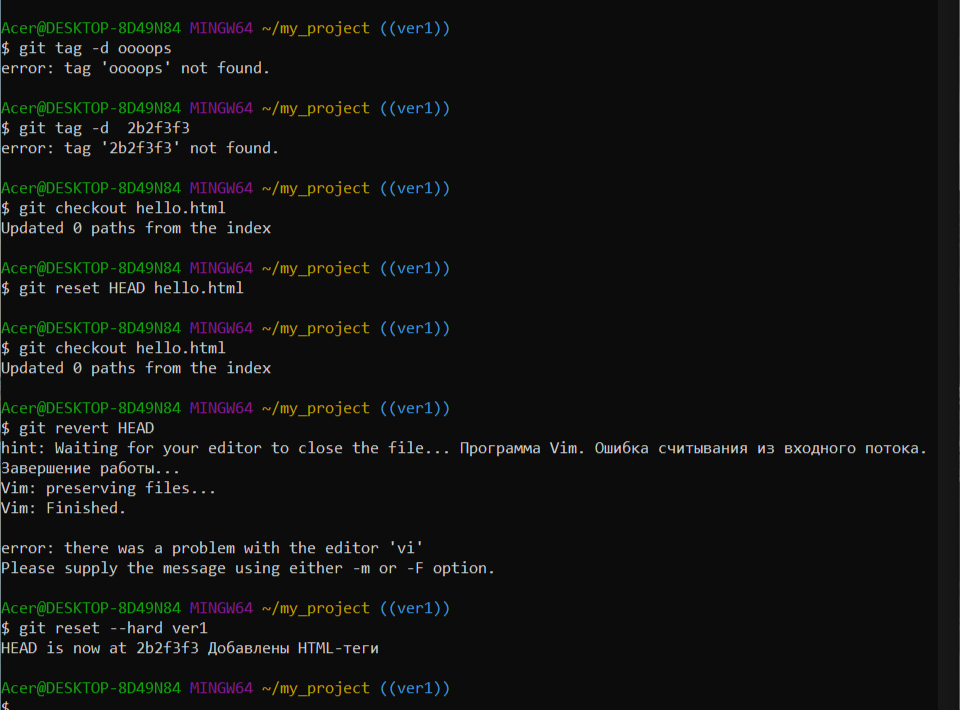 Acer@DESKTOP-8D49N84 MINGW64 ~/my_project ((ver1))
$ git tag -d oooops
error: tag 'oooops' not found.
Acer@DESKTOP-8D49N84 MINGW64 ~/my_project ((ver1))
$ git tag -d  2b2f3f3
error: tag '2b2f3f3' not found.
Acer@DESKTOP-8D49N84 MINGW64 ~/my_project ((ver1))
$ git checkout hello.html
Updated 0 paths from the index
Acer@DESKTOP-8D49N84 MINGW64 ~/my_project ((ver1))
$ git reset HEAD hello.html
Acer@DESKTOP-8D49N84 MINGW64 ~/my_project ((ver1))
$ git checkout hello.html
Updated 0 paths from the index
Acer@DESKTOP-8D49N84 MINGW64 ~/my_project ((ver1))
$ git revert HEAD
hint: Waiting for your editor to close the file... Программа Vim. Ошибка считывания из входного потока.
Завершение работы...
Vim: preserving files...
Vim: Finished.
error: there was a problem with the editor 'vi'
Please supply the message using either -m or -F option.
Acer@DESKTOP-8D49N84 MINGW64 ~/my_project ((ver1))
$ git reset --hard ver1
HEAD is now at 2b2f3f3 Добавлены HTML-теги
Acer@DESKTOP-8D49N84 MINGW64 ~/my_project ((ver1))
$